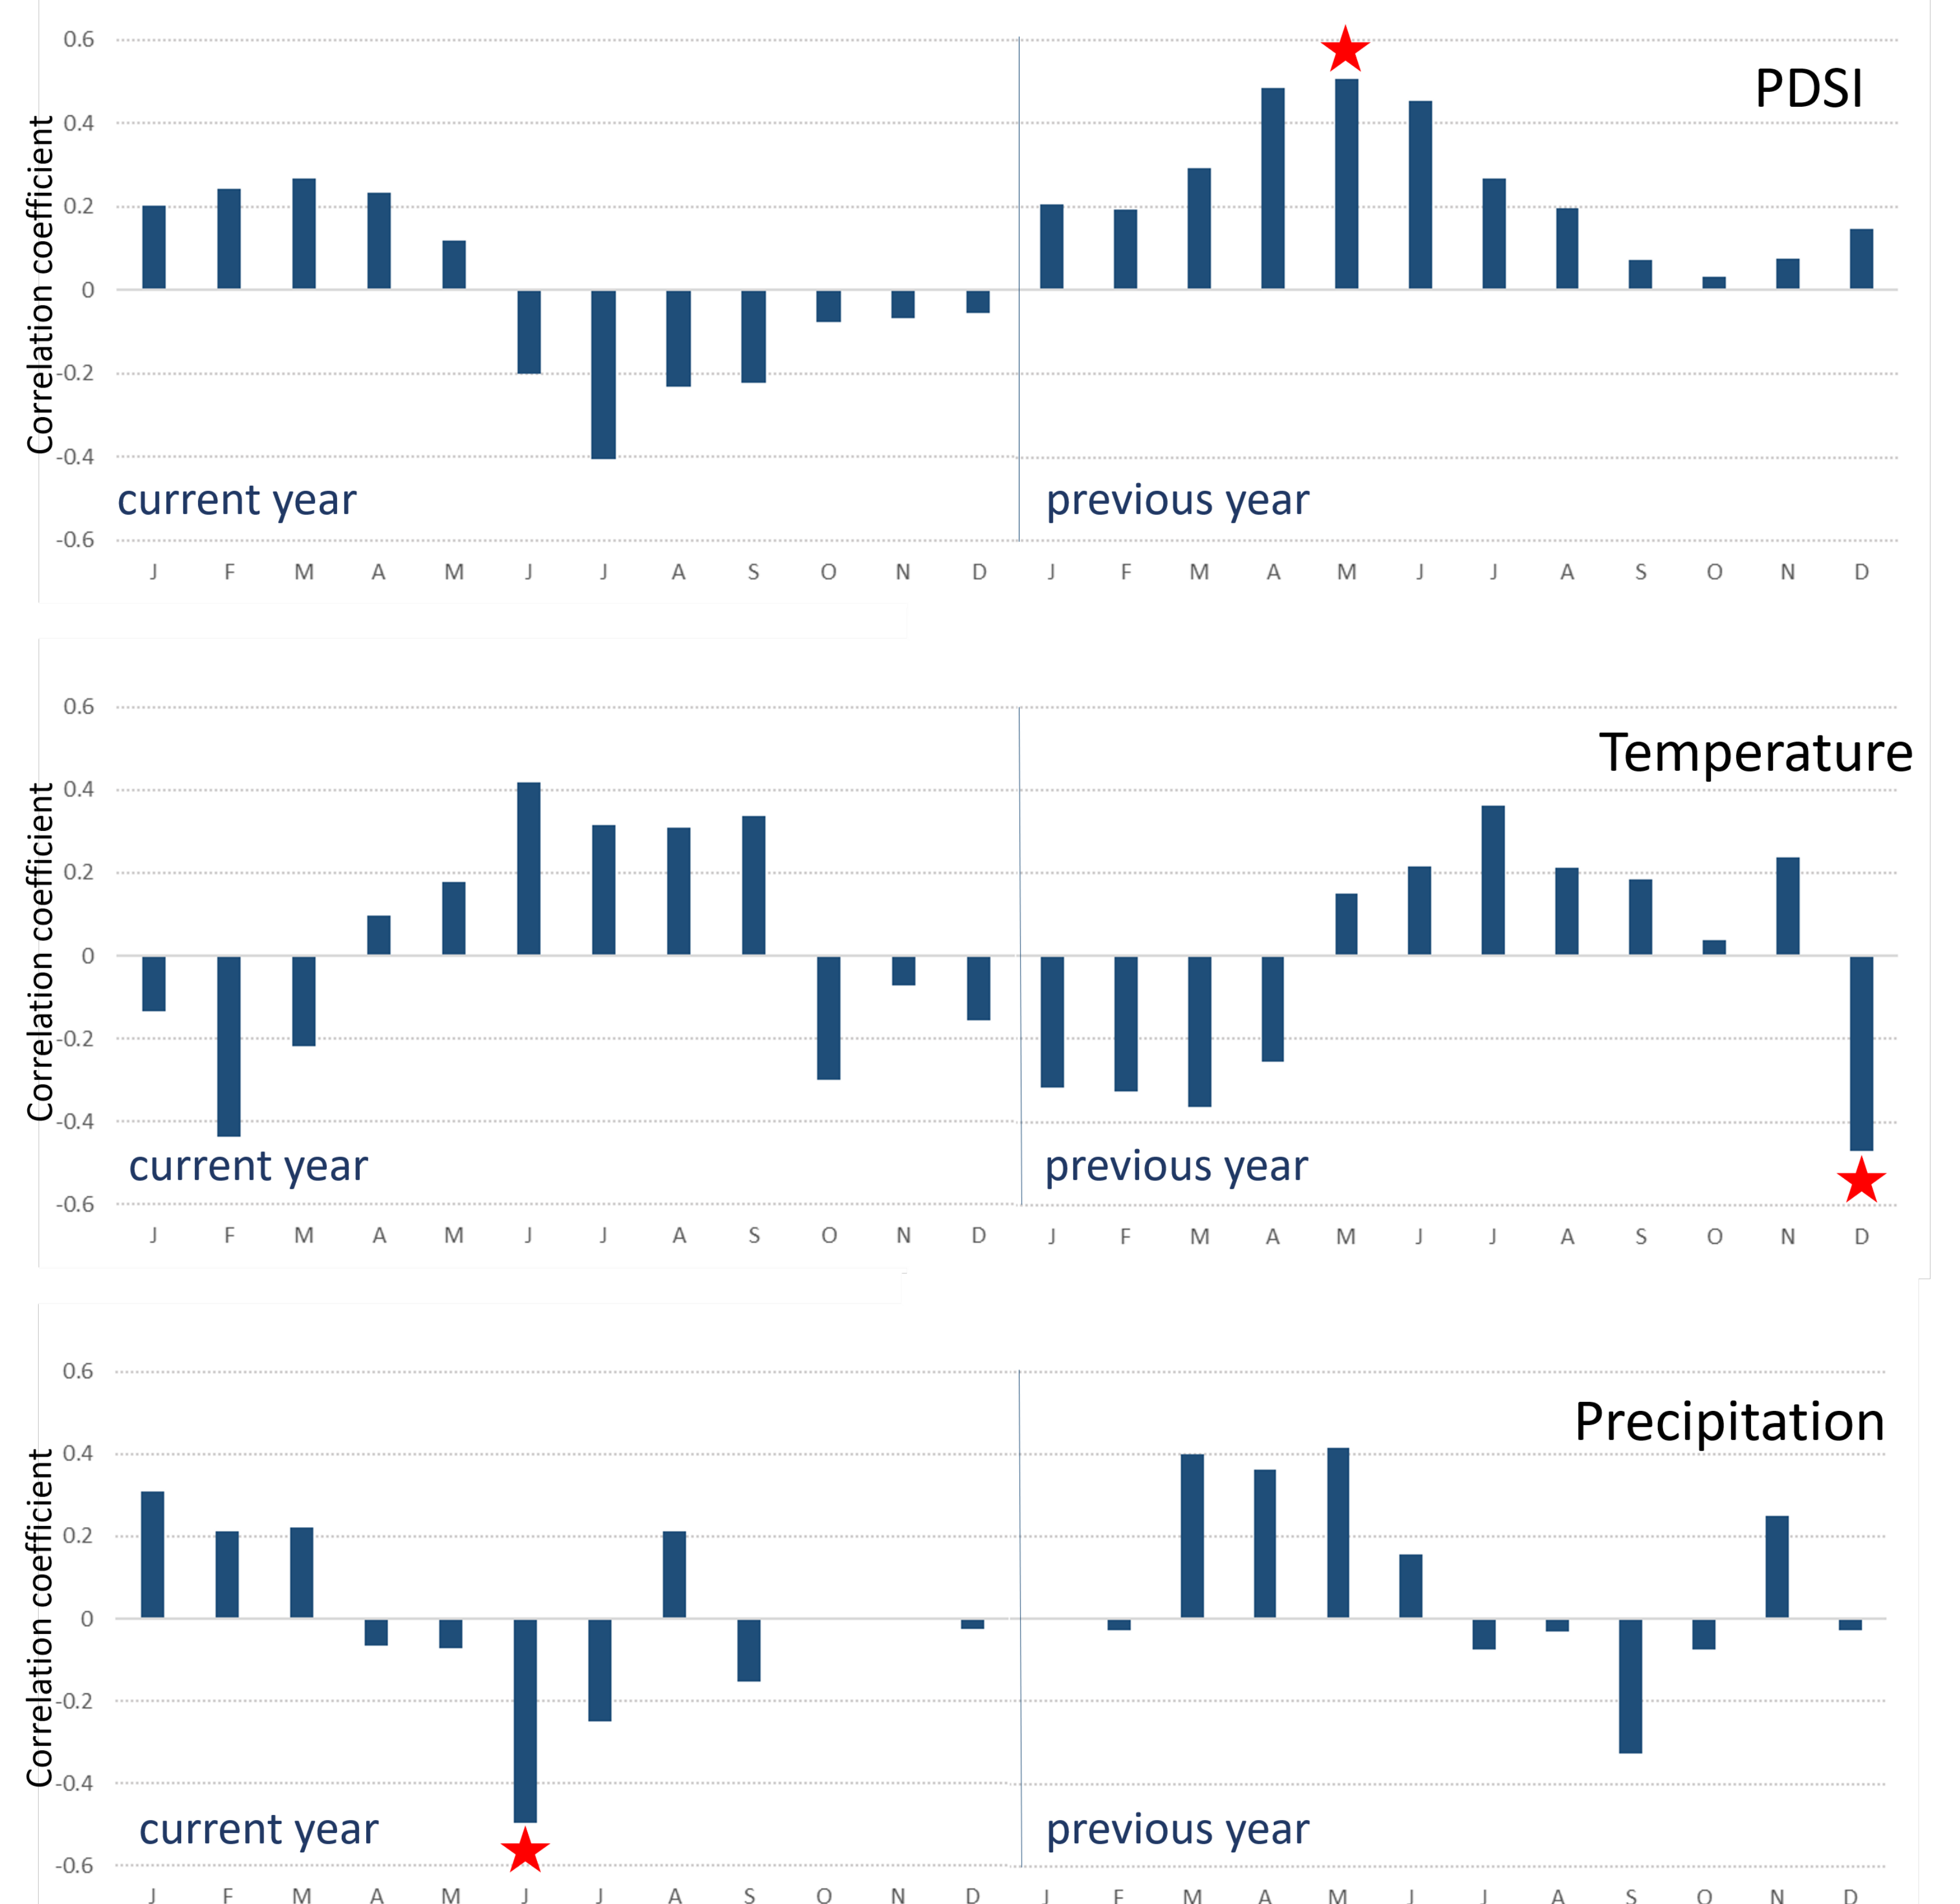 PDSI
Correlation coefficient
0.6
0.4
0.2
0
-0.2
-0.4
-0.6
current year previous year
J F M A M J J A S O N D J F M A M J J A S O N D
Temperature
Correlation coefficient
0.6
0.4
0.2
0
-0.2
-0.4
-0.6
current year previous year
J F M A M J J A S O N D J F M A M J J A S O N D
Precipitation
Correlation coefficient
0.6
0.4
0.2
0
-0.2
-0.4
-0.6
current year previous year
J F M A M J J A S O N D J F M A M J J A S O N D